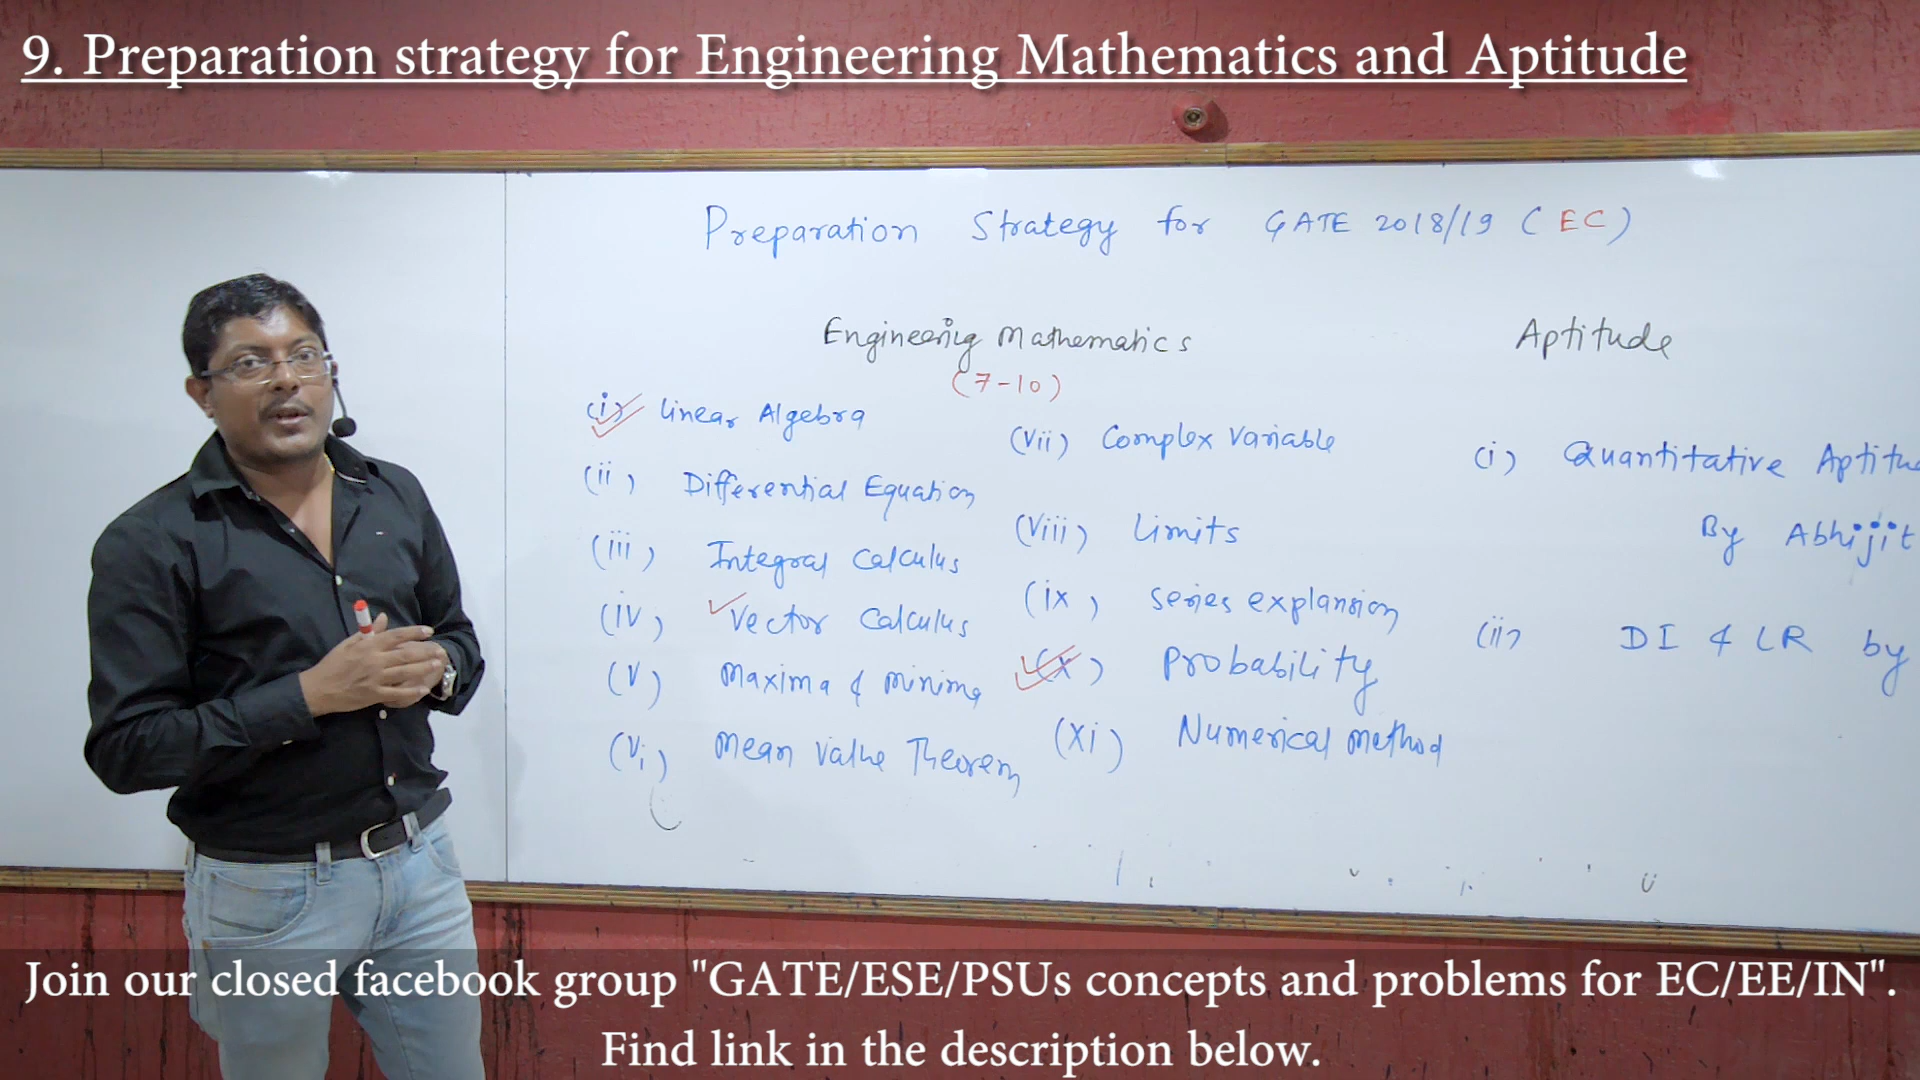 9. Preparation strategy for Engineering Mathematics and Aptitude
Preparation Strategy for GATE 2018/19 (EC)
Engineering Mathematics
(7-10)
(i) Linear Algebra
(ii) Differential Equation
(iii) Integral Calculus
(iv) Vector Calculus
(v) Maxima & minima
(vi) Mean Value Theorem
(vii) Complex Variable
(viii) Limits
(ix) Series explansion
(x) Probability
(xi) Numerical method
Aptitude
(i) Quantitative Aptitu
By Abhijit
(ii) DI & LR by
Join our closed facebook group "GATE/ESE/PSUs concepts and problems for EC/EE/IN".
Find link in the description below.